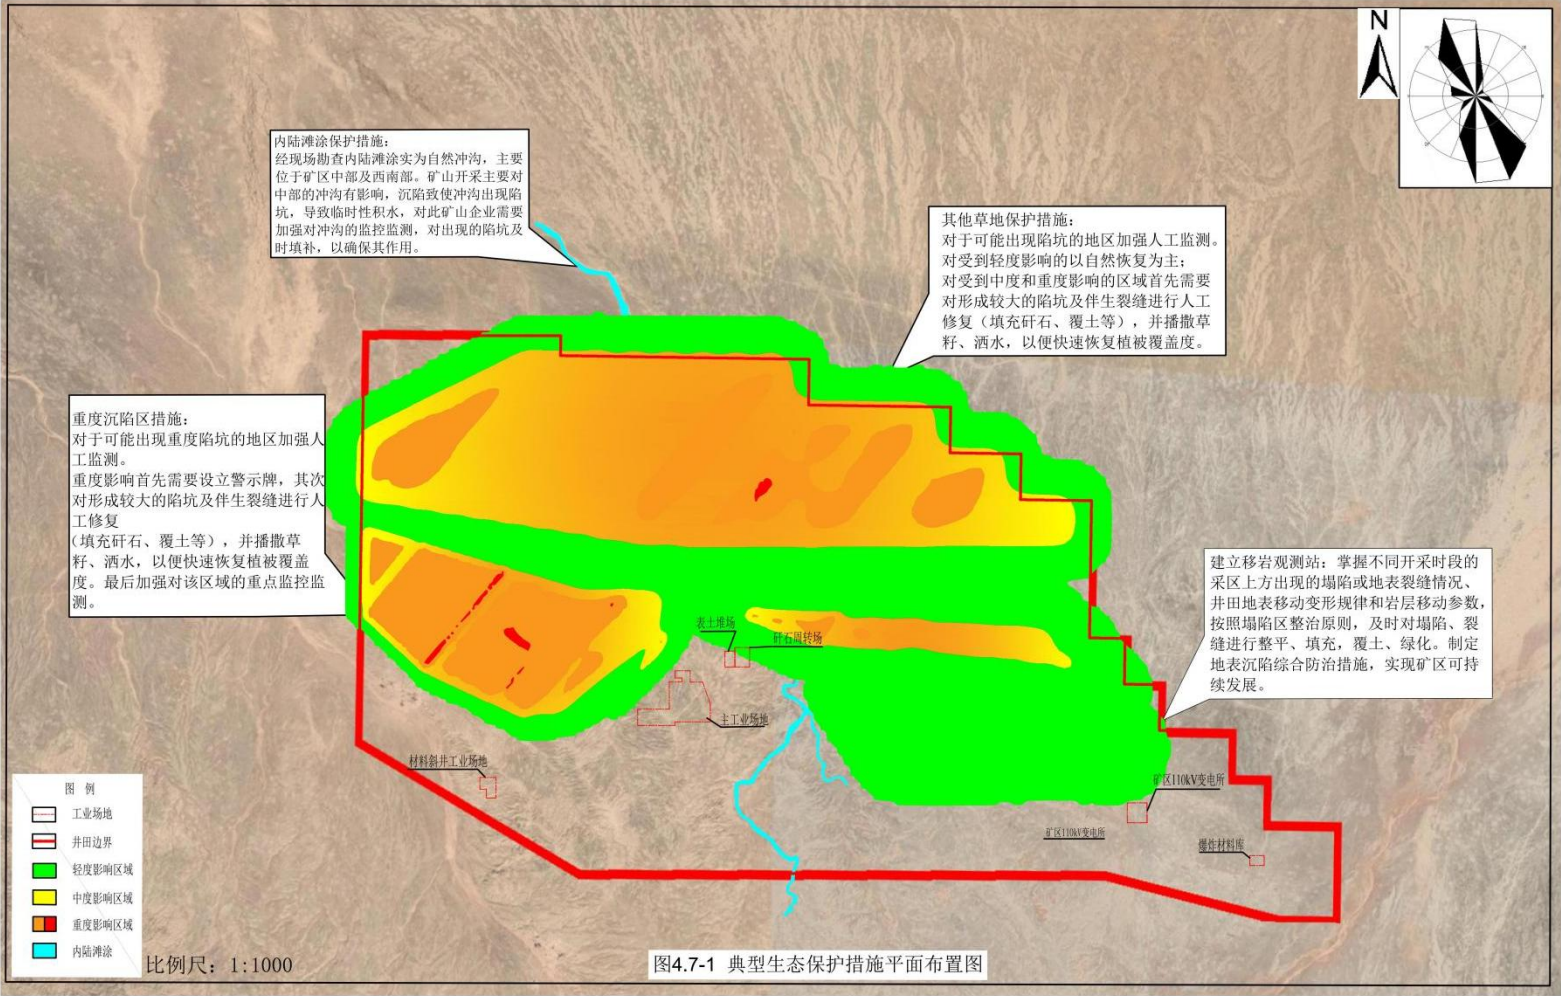 N
内陆滩涂保护措施：
经现场勘查内陆滩涂实为自然冲沟，主要
位于矿区中部及西南部。矿山开采主要对
中部的冲沟有影响，沉陷致使冲沟出现陷
坑，导致临时性积水，对此矿山企业需要
加强对冲沟的监控监测，对出现的陷坑及
时填补，以确保其作用。
其他草地保护措施：
对于可能出现陷坑的地区加强人工监测。
对受到轻度影响的以自然恢复为主；
对受到中度和重度影响的区域首先需要
对形成较大的陷坑及伴生裂缝进行人工
修复（填充矸石、覆土等），并播撒草
籽、洒水，以便快速恢复植被覆盖度。
重度沉陷区措施：
对于可能出现重度陷坑的地区加强人
工监测。
重度影响首先需要设立警示牌，其次
对形成较大的陷坑及伴生裂缝进行人
工修复
（填充矸石、覆土等），并播撒草
籽、洒水，以便快速恢复植被覆盖
度。最后加强对该区域的重点监控监
测。
建立移岩观测站：掌握不同开采时段的
采区上方出现的塌陷或地表裂缝情况、
井田地表移动变形规律和岩层移动参数，
按照塌陷区整治原则，及时对塌陷、裂
缝进行整平、填充，覆土、绿化。制定
地表沉陷综合防治措施，实现矿区可持
续发展。
表土堆场
矸石周转场
主工业场地
材料斜井工业场地
矿区110kV变电所
矿区110kV变电所
爆炸材料库
图 例
工业场地
井田边界
轻度影响区域
中度影响区域
重度影响区域
内陆滩涂
比例尺：1:1000
图4.7-1 典型生态保护措施平面布置图